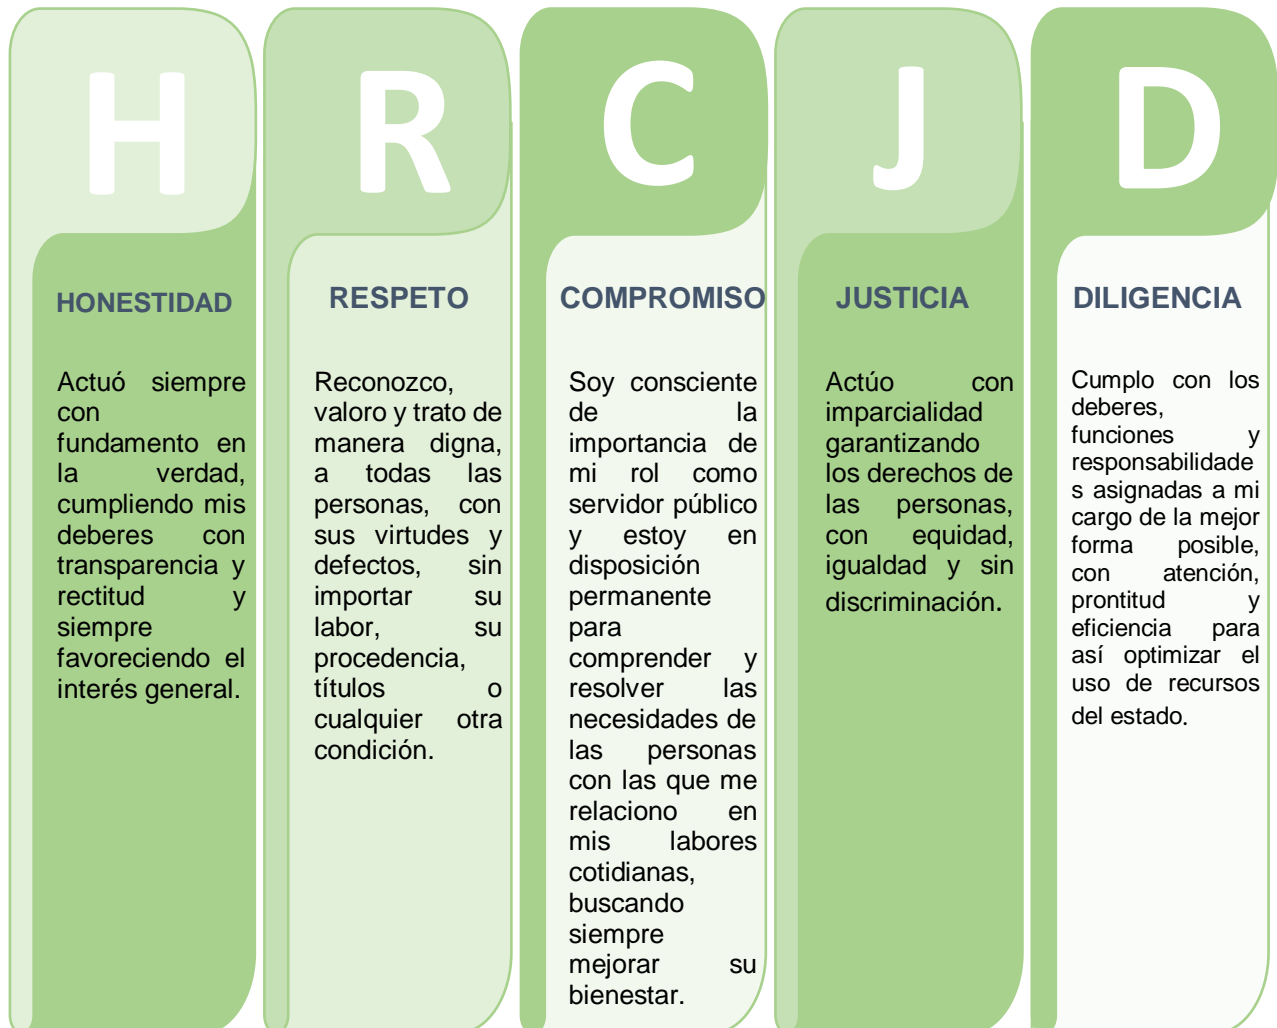 H
HONESTIDAD
Actuó siempre
con
fundamento en
la verdad,
cumpliendo mis
deberes con
transparencia y
rectitud y
siempre
favoreciendo el
interés general.
R
RESPETO
Reconozco,
valoro y trato de
manera digna,
a todas las
personas, con
sus virtudes y
defectos, sin
importar su
labor, su
procedencia,
títulos o
cualquier otra
condición.
C
COMPROMISO
Soy consciente
de la
importancia de
mi rol como
servidor público
y estoy en
disposición
permanente
para
comprender y
resolver las
necesidades de
las personas
con las que me
relaciono en
mis labores
cotidianas,
buscando
siempre
mejorar su
bienestar.
J
JUSTICIA
Actúo con
imparcialidad
garantizando
los derechos de
las personas,
con equidad,
igualdad y sin
discriminación.
D
DILIGENCIA
Cumplo con los
deberes,
funciones y
responsabilidade
s asignadas a mi
cargo de la mejor
forma posible,
con atención,
prontitud y
eficiencia para
así optimizar el
uso de recursos
del estado.